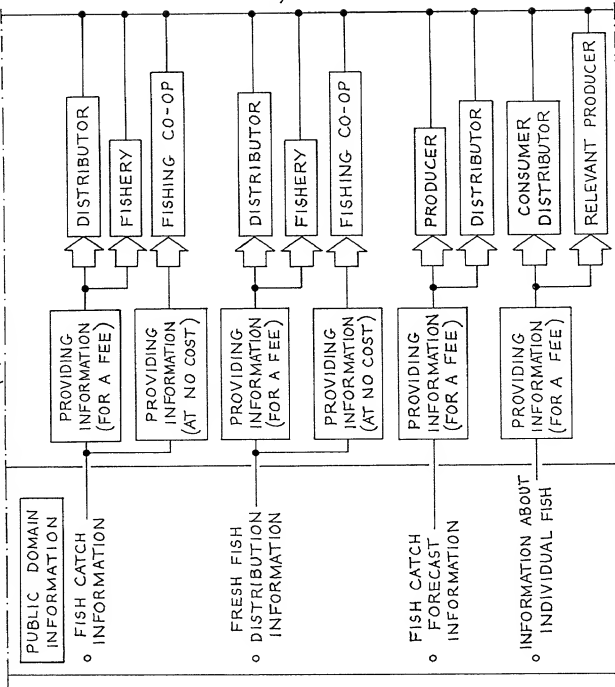 PUBLIC DOMAIN
INFORMATION
FISH CATCH
INFORMATION
PROVIDING
INFORMATION
(FOR A FEE)
DISTRIBUTOR
FISHERY
PROVIDING
INFORMATION
(AT NO COST)
FISHING CO-OP
FRESH FISH
DISTRIBUTION
INFORMATION
PROVIDING
INFORMATION
(FOR A FEE)
DISTRIBUTOR
FISHERY
PROVIDING
INFORMATION
(AT NO COST)
FISHING CO-OP
FISH CATCH
FORECAST
INFORMATION
PROVIDING
INFORMATION
(FOR A FEE)
PRODUCER
DISTRIBUTOR
INFORMATION ABOUT
INDIVIDUAL FISH
PROVIDING
INFORMATION
(FOR A FEE)
CONSUMER
DISTRIBUTOR
RELEVANT PRODUCER